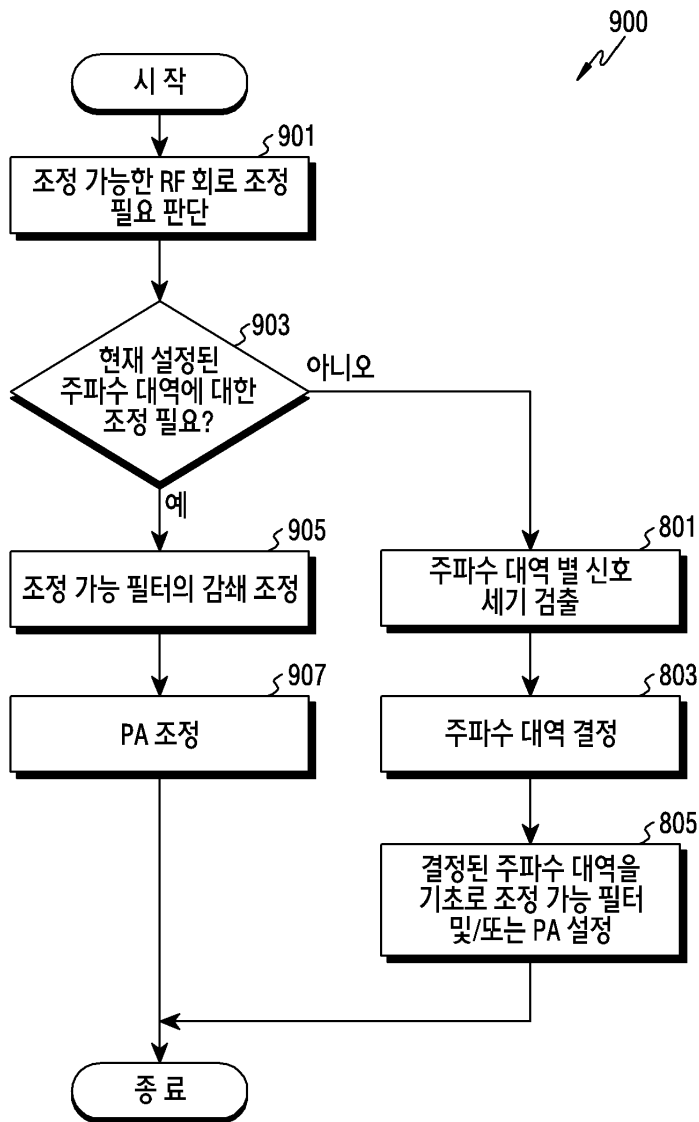 900
시 작
901
조정 가능한 RF 회로 조정
필요 판단
903
현재 설정된
주파수 대역에 대한
조정 필요?
아니오
예
905
조정 가능 필터의 감쇄 조정
907
PA 조정
801
주파수 대역 별 신호
세기 검출
803
주파수 대역 결정
805
결정된 주파수 대역을
기초로 조정 가능 필터
및/또는 PA 설정
종 료